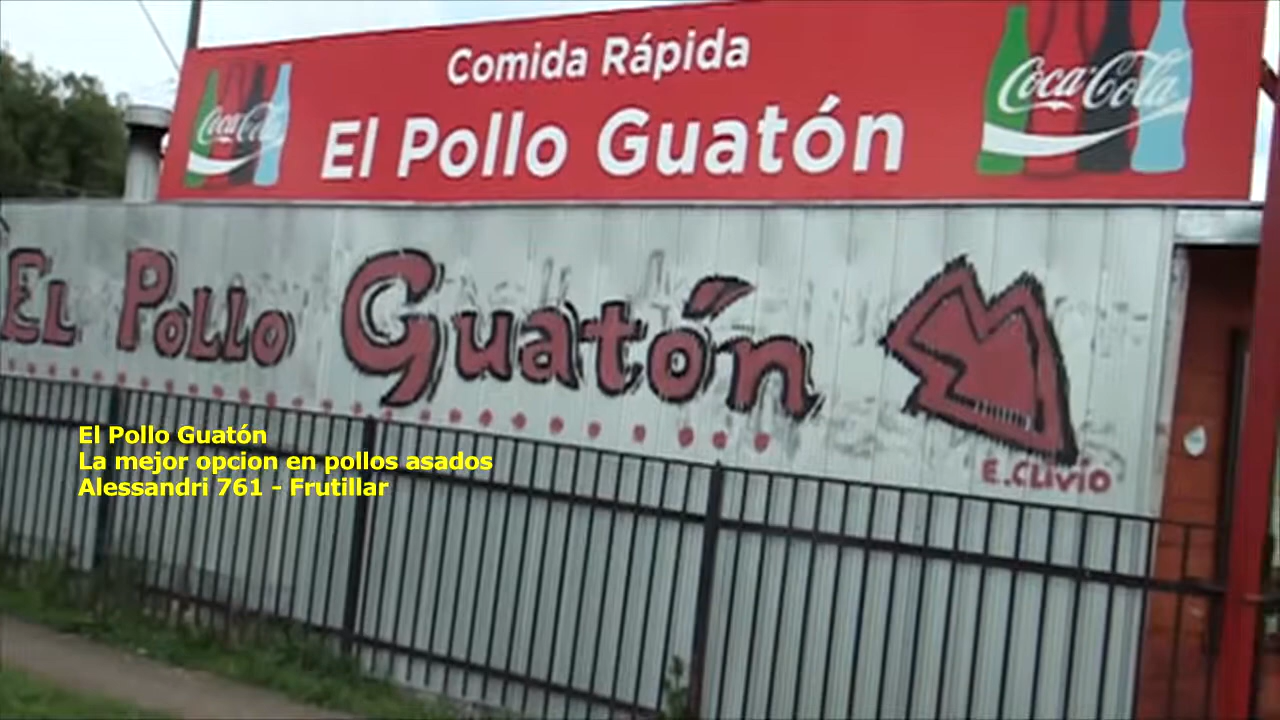 Comida Rápida
El Pollo Guatón
Coca-Cola
Coca-Cola
El Pollo Guatón
E.CLIVIO
El Pollo Guatón
La mejor opcion en pollos asados
Alessandri 761 - Frutillar